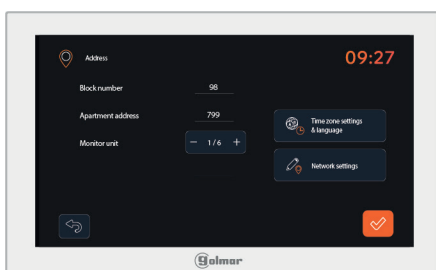 Address
09:27
Block number
98
Apartment address
799
Time zone settings
& language
Monitor unit
- 1/6 +
Network settings
Golmar